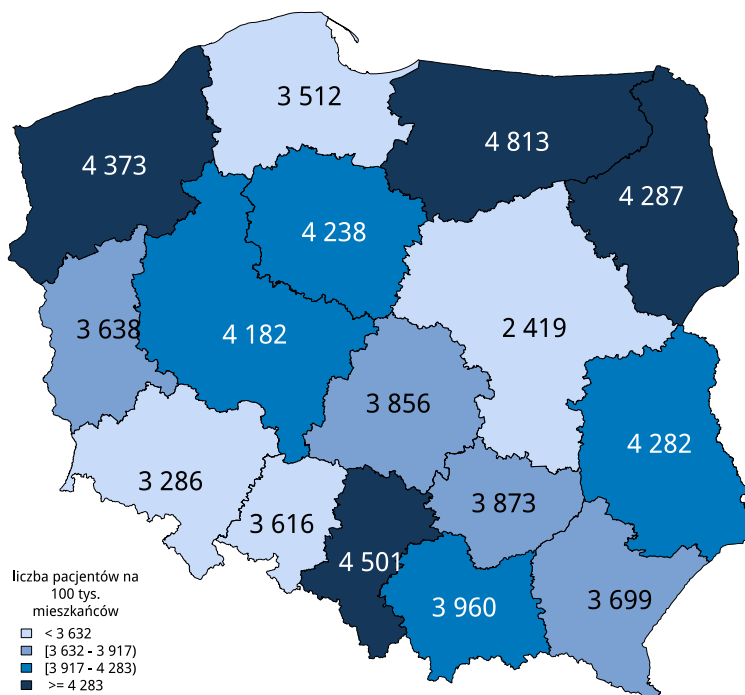 3 512
4 813
4 373
4 287
4 238
2 419
3 638
4 182
3 856
4 282
3 286
3 873
3 616
4 501
3 699
3 960
liczba pacjentów na
100 tys.
mieszkańców
< 3 632
[3 632 - 3 917)
[3 917 - 4 283)
>= 4 283